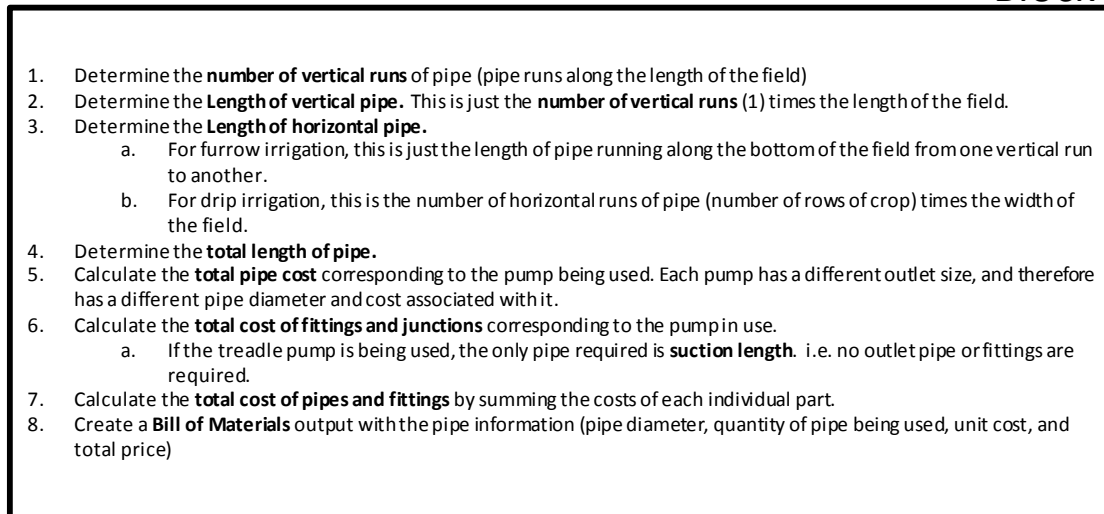 1. Determine the number of vertical runs of pipe (pipe runs along the length of the field)
2. Determine the Length of vertical pipe. This is just the number of vertical runs (1) times the length of the field.
3. Determine the Length of horizontal pipe.
a. For furrow irrigation, this is just the length of pipe running along the bottom of the field from one vertical run
to another.
b. For drip irrigation, this is the number of horizontal runs of pipe (number of rows of crop) times the width of
the field.
4. Determine the total length of pipe.
5. Calculate the total pipe cost corresponding to the pump being used. Each pump has a different outlet size, and therefore
has a different pipe diameter and cost associated with it.
6. Calculate the total cost of fittings and junctions corresponding to the pump in use.
a. If the treadle pump is being used, the only pipe required is suction length. i.e. no outlet pipe or fittings are
required.
7. Calculate the total cost of pipes and fittings by summing the costs of each individual part.
8. Create a Bill of Materials output with the pipe information (pipe diameter, quantity of pipe being used, unit cost, and
total price)